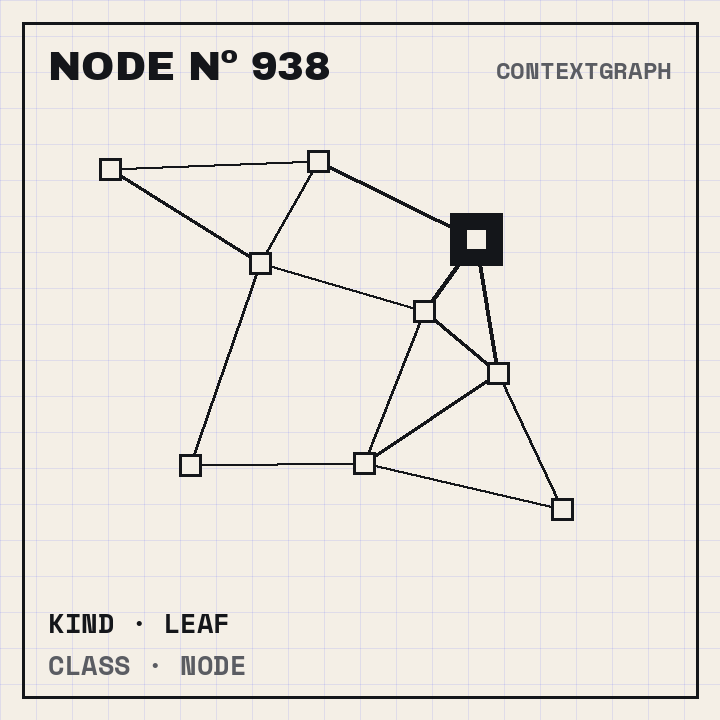 NODE Nº 938
CONTEXTGRAPH
KIND · LEAF
CLASS · NODE